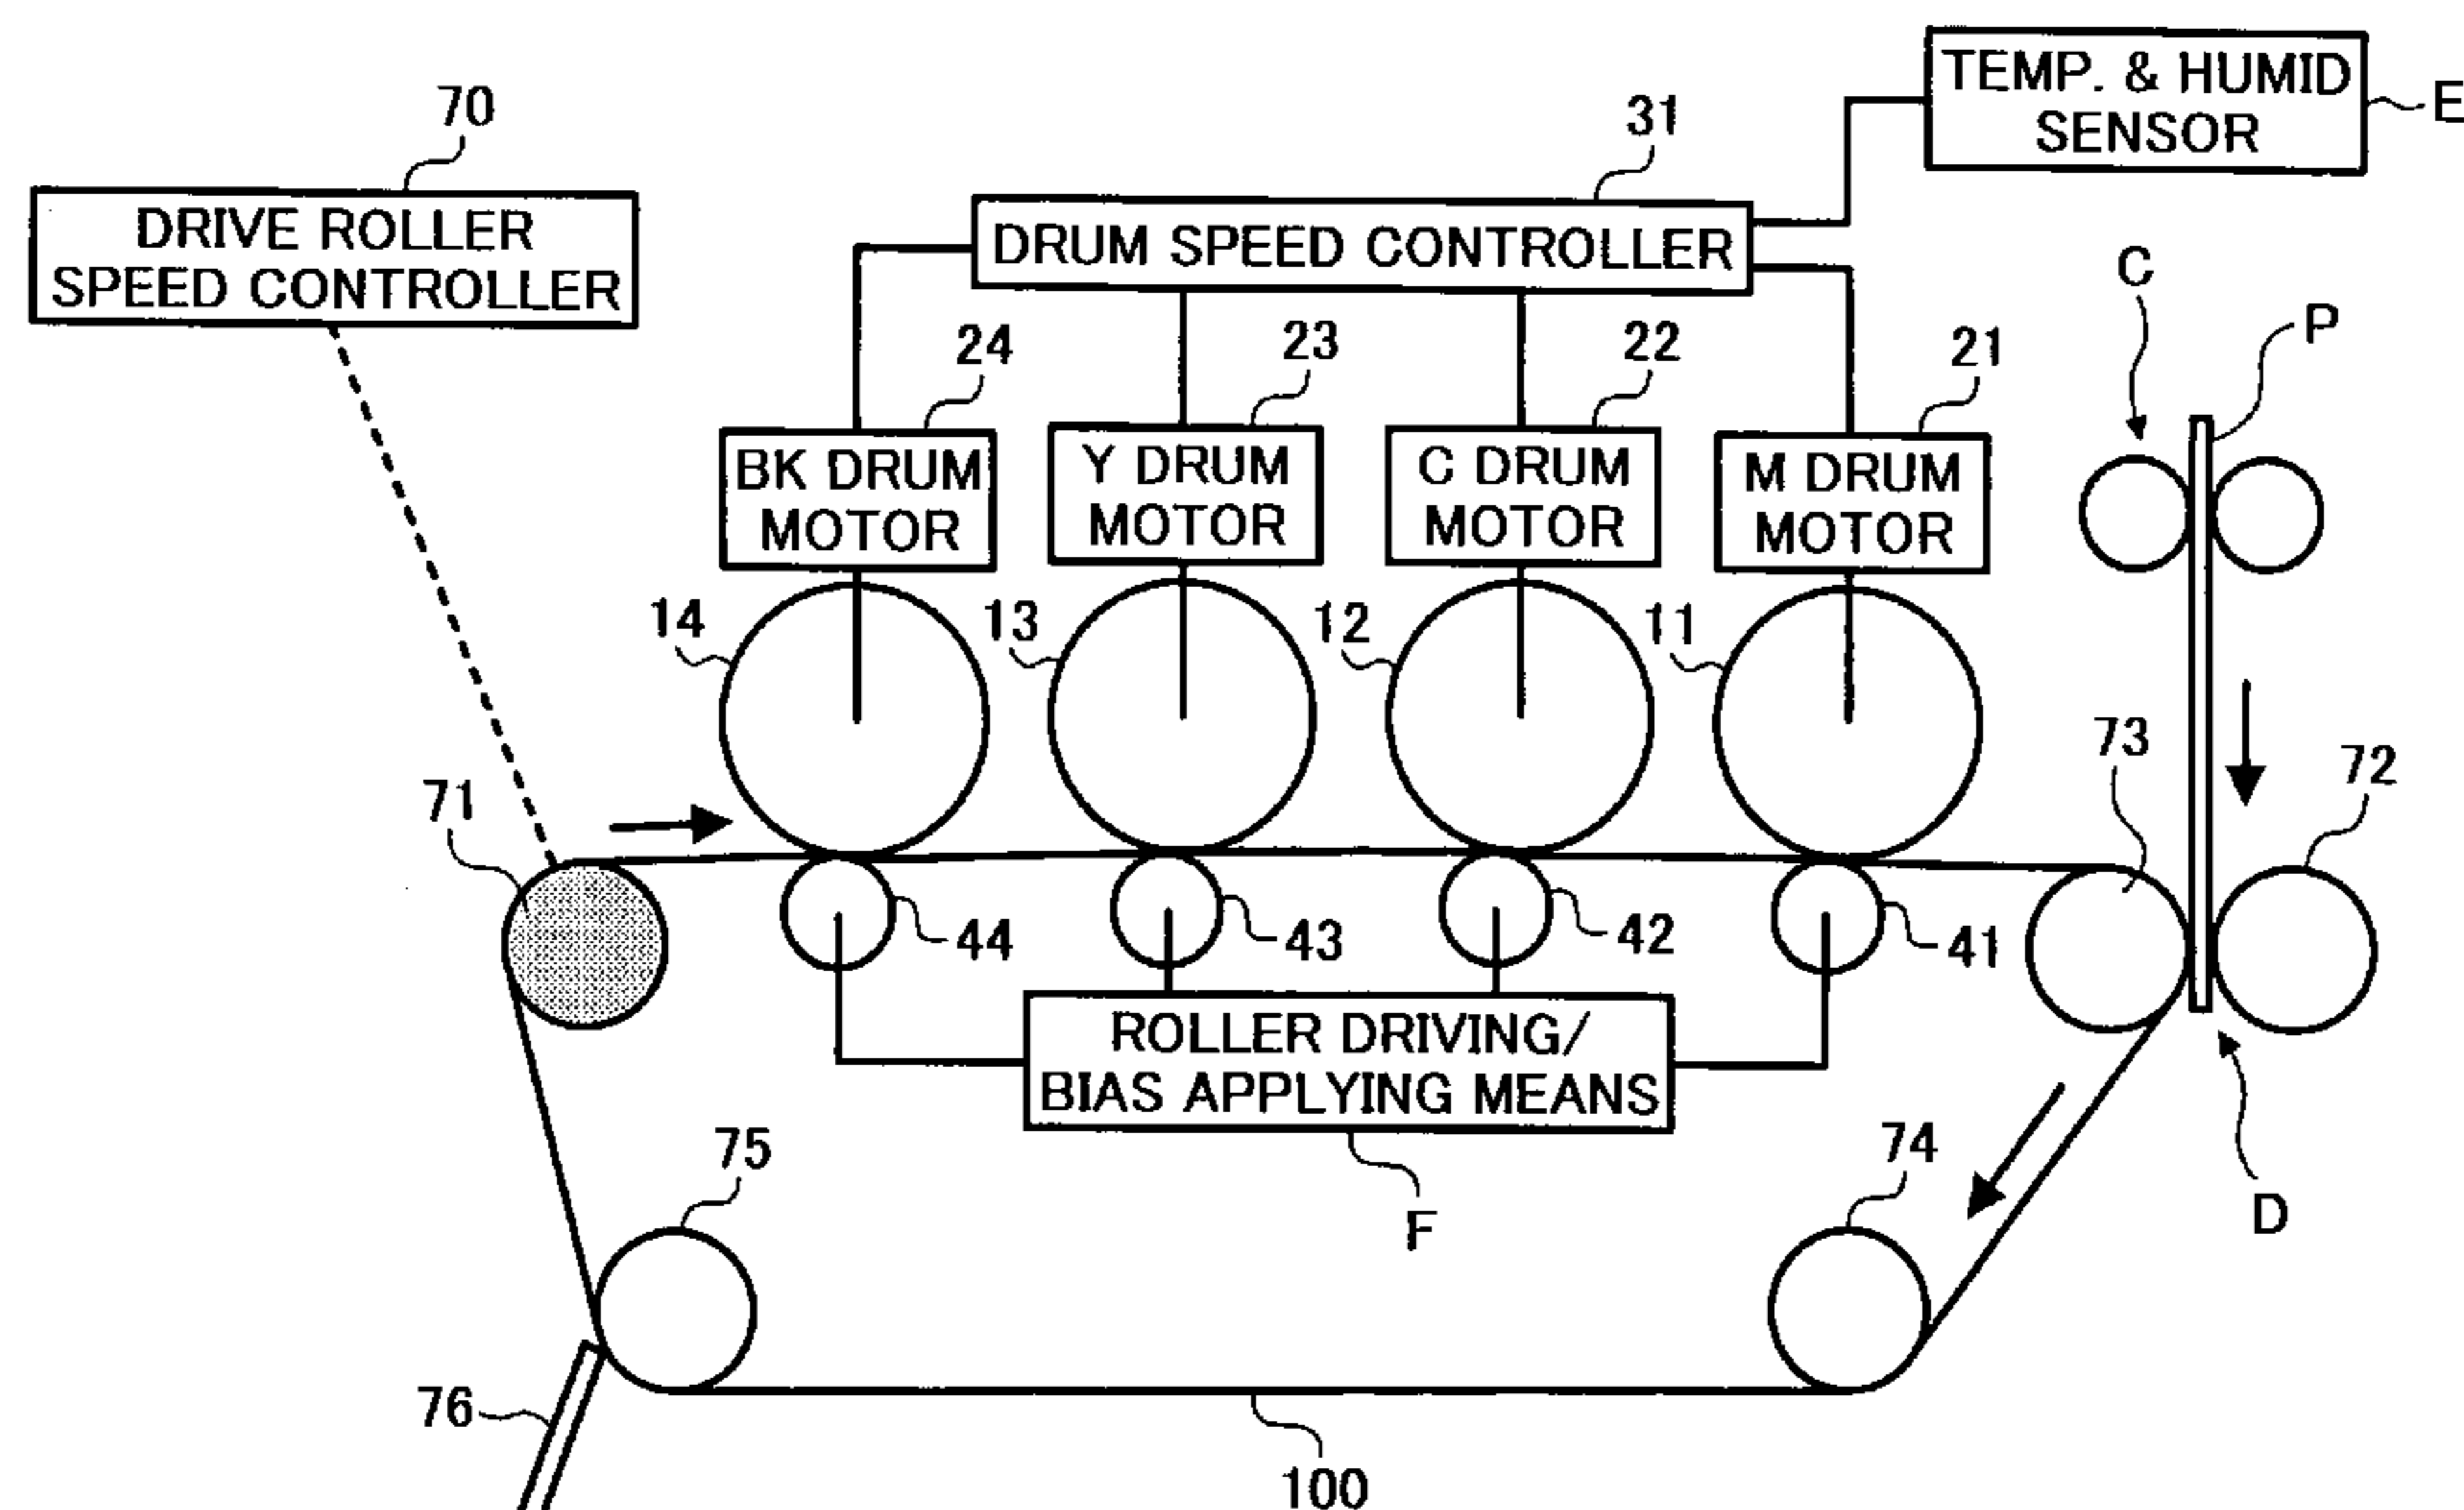 TEMP. & HUMID
SENSOR
E
70
31
DRIVE ROLLER
SPEED CONTROLLER
DRUM SPEED CONTROLLER
C
P
24
23
22
21
BK DRUM
MOTOR
Y DRUM
MOTOR
C DRUM
MOTOR
M DRUM
MOTOR
14
13
12
11
73
72
71
44
43
42
41
ROLLER DRIVING/
BIAS APPLYING MEANS
75
74
F
D
76
100